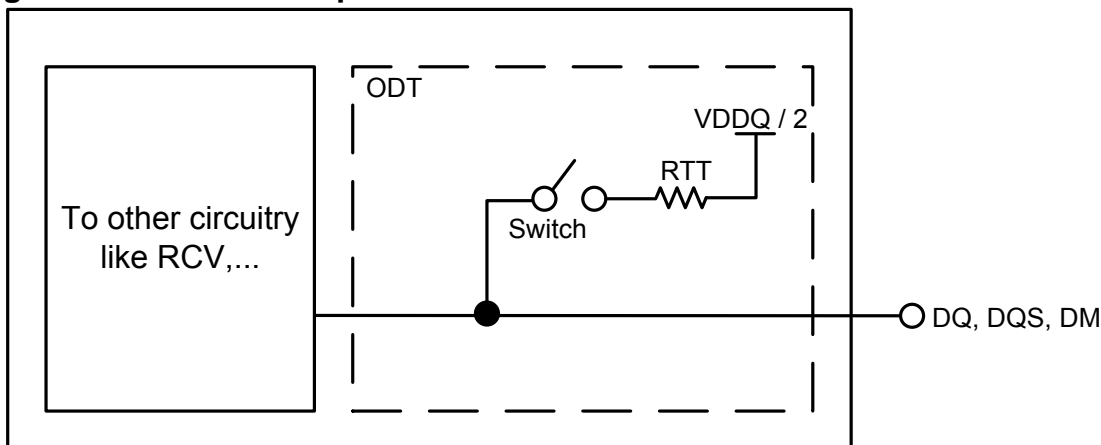 ODT
VDDQ / 2
RTT
Switch
To other circuitry
like RCV,...
DQ, DQS, DM